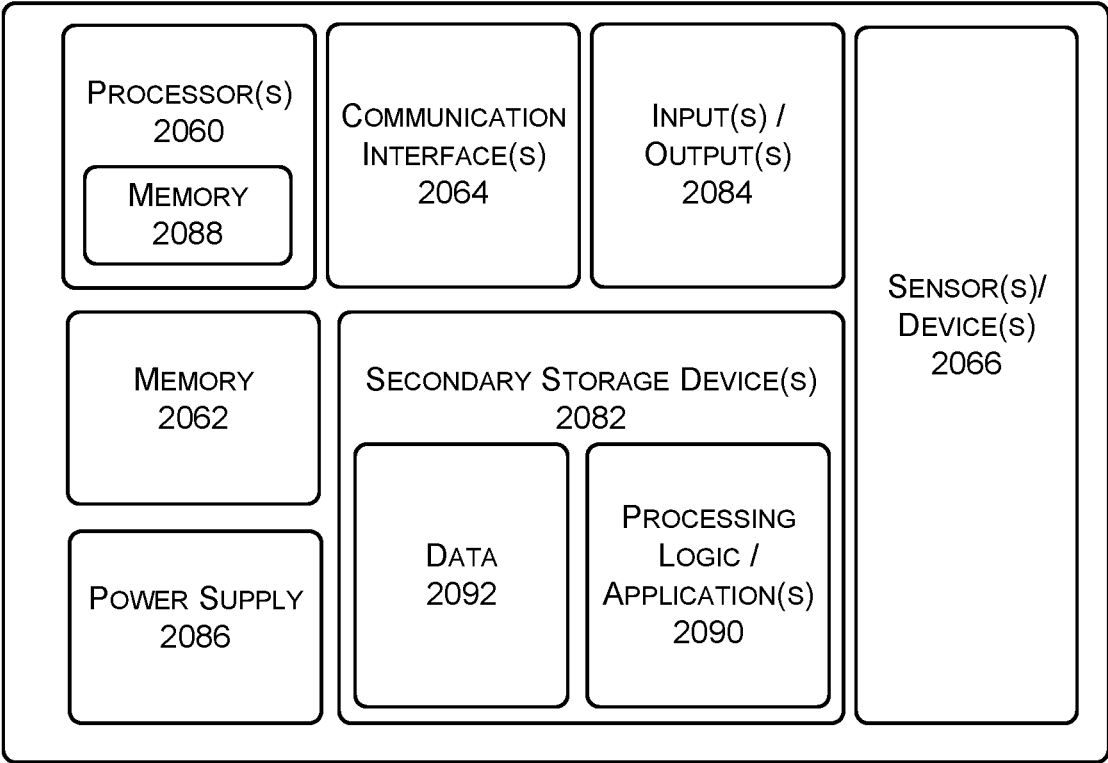 PROCESSOR(S)
2060
MEMORY
2088
COMMUNICATION
INTERFACE(S)
2064
INPUT(S) /
OUTPUT(S)
2084
SENSOR(S)/
DEVICE(S)
2066
MEMORY
2062
SECONDARY STORAGE DEVICE(S)
2082
DATA
2092
PROCESSING
LOGIC /
APPLICATION(S)
2090
POWER SUPPLY
2086